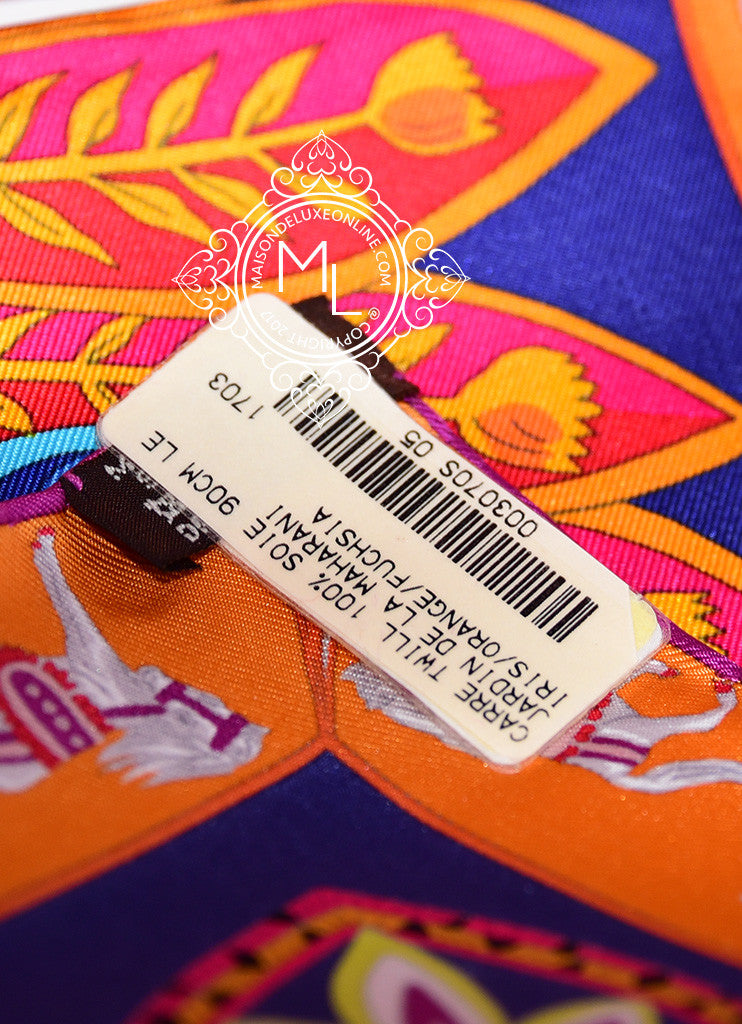 MAISONDELUXEONLINE.COM
ML
@ COPYRIGHT 2017
CARRE TWILL 100% SOIE 90CM LE
JARDIN DE LA MAHARANI
IRIS/ORANGE/FUCHSIA
003070S 05
1703